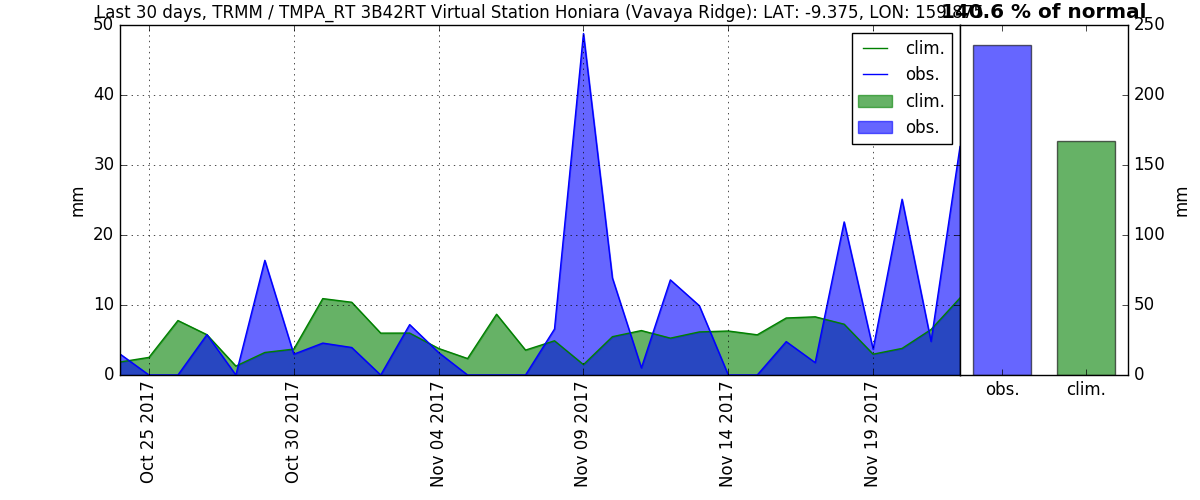 Last 30 days, TRMM / TMPA_RT 3B42RT Virtual Station Honiara (Vavaya Ridge): LAT: -9.375, LON:
140.6 % of normal
50
40
30
20
10
0
mm
clim.
obs.
clim.
obs.
250
200
150
100
50
0
mm
obs.
clim.
Oct 25 2017
Oct 30 2017
Nov 04 2017
Nov 09 2017
Nov 14 2017
Nov 19 2017